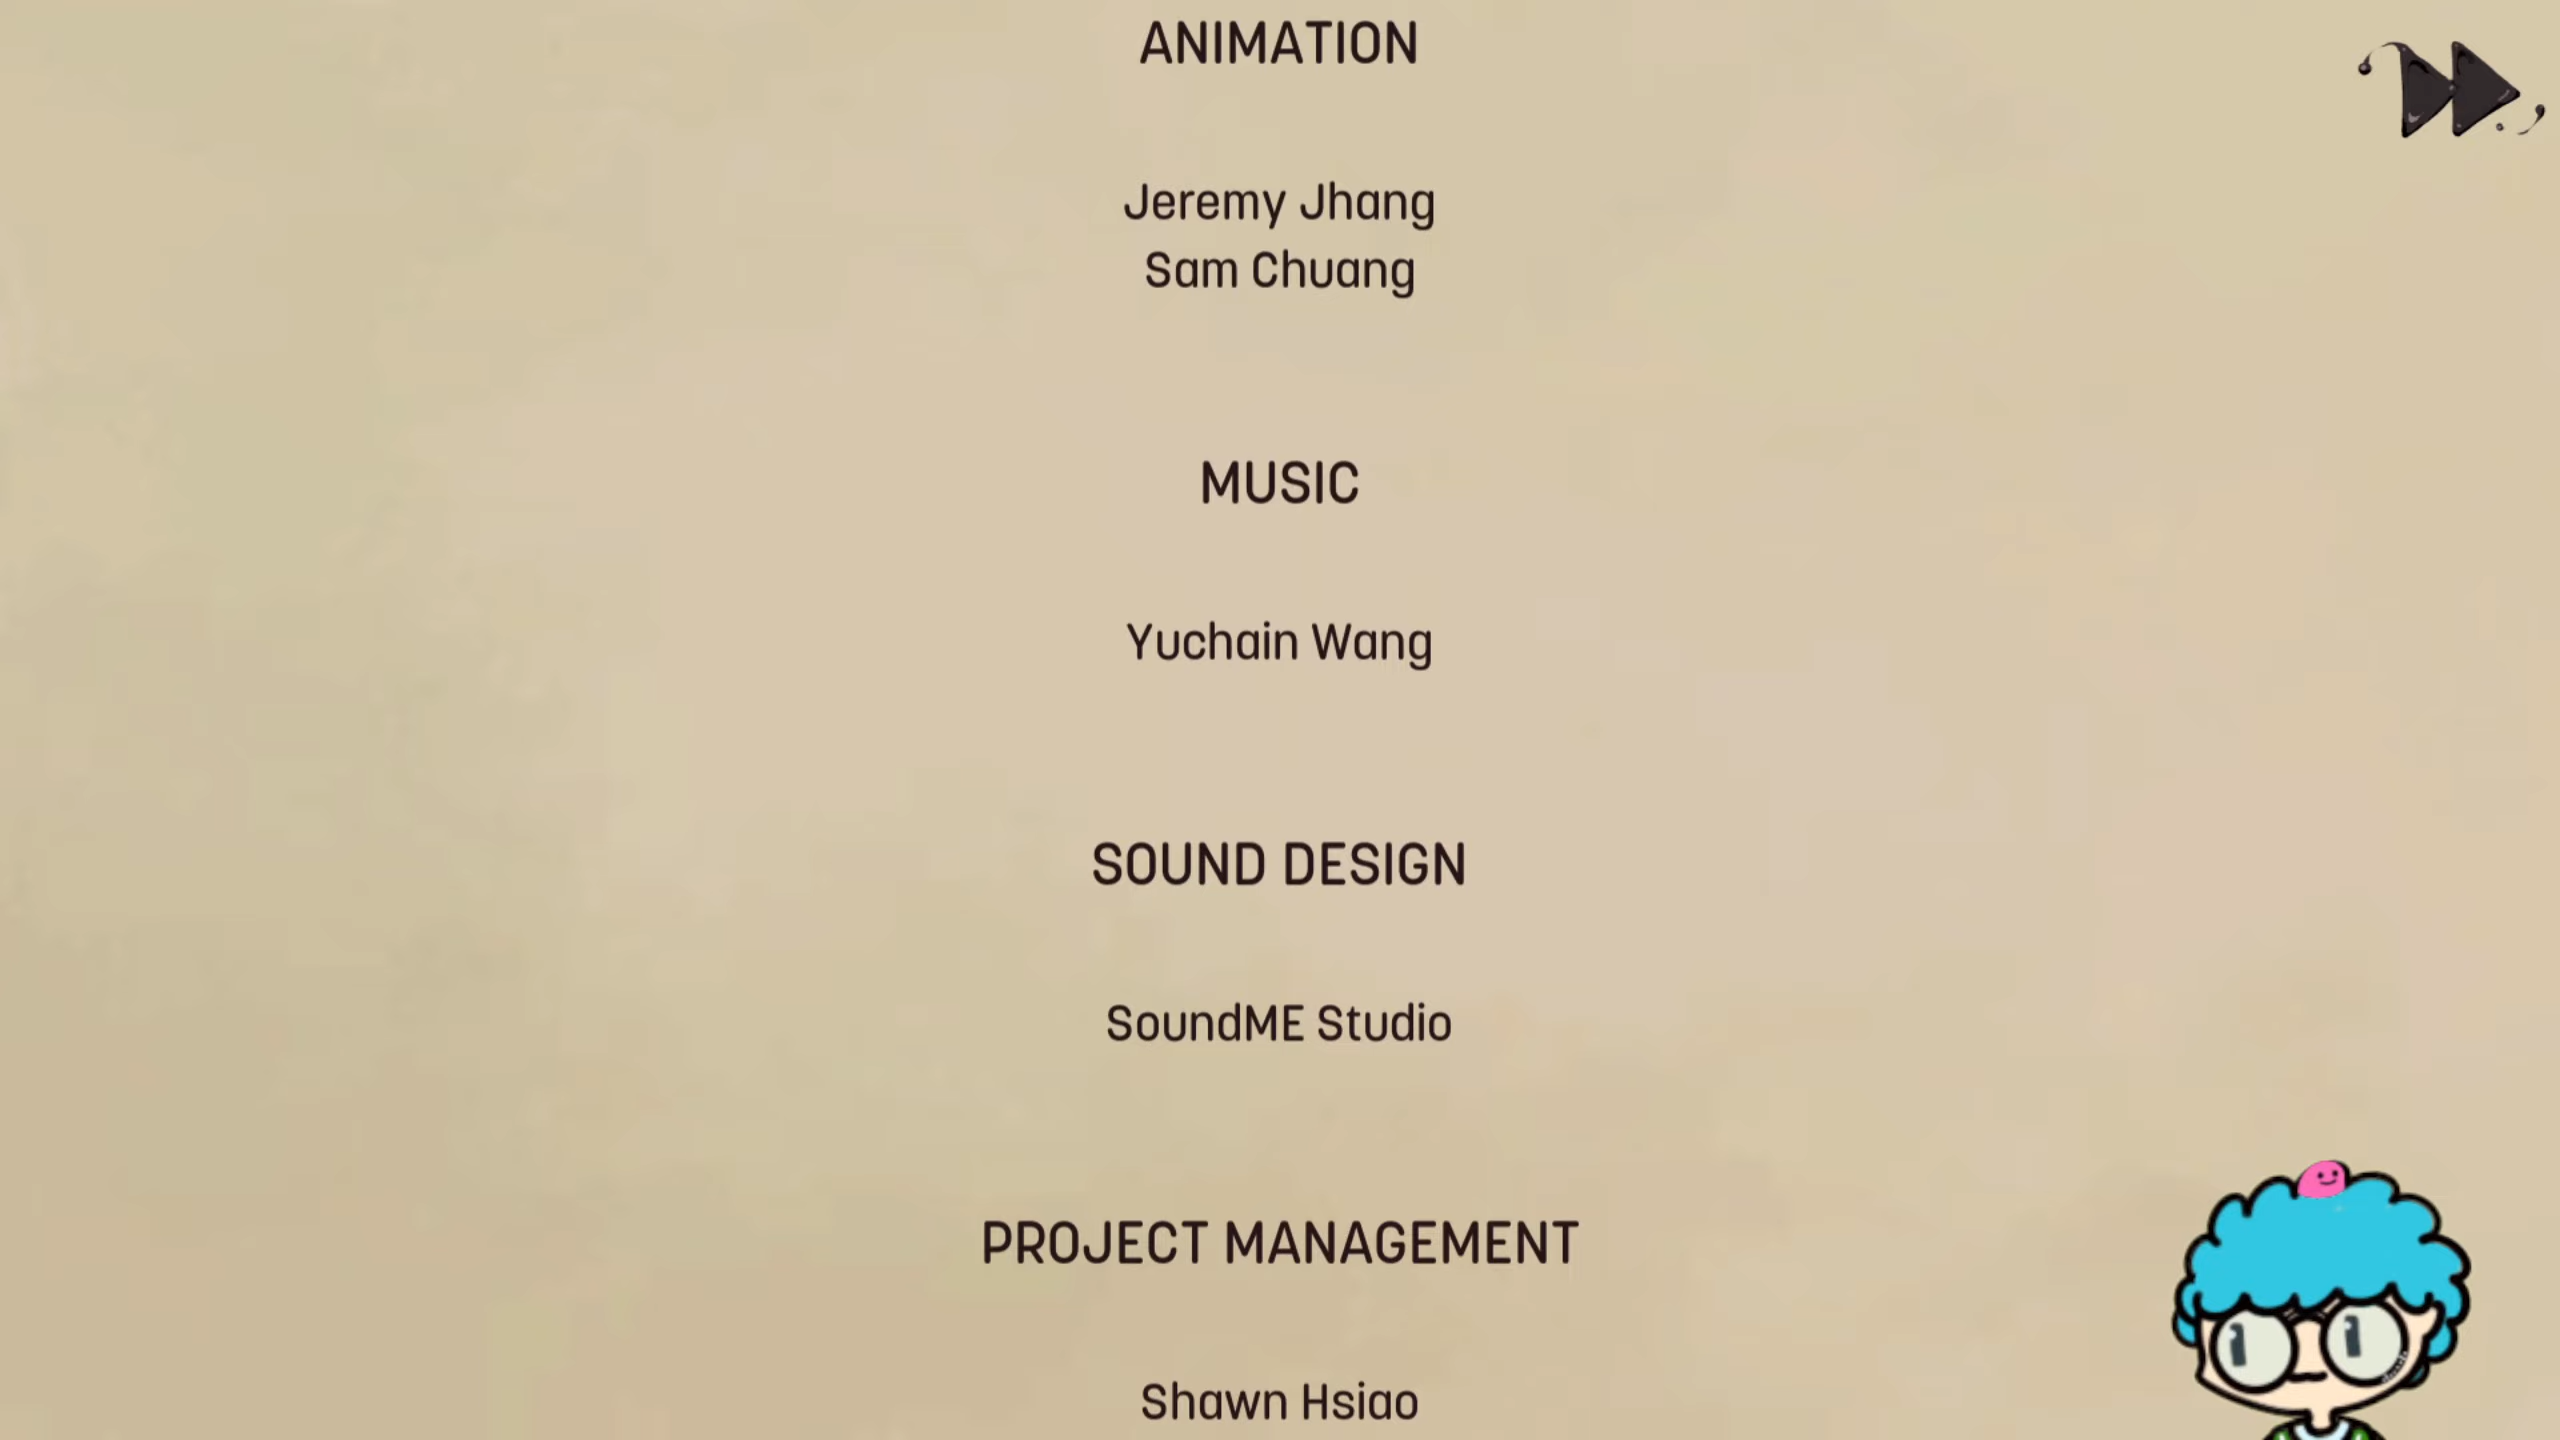 ANIMATION
Jeremy Jhang
Sam Chuang
MUSIC
Yuchain Wang
SOUND DESIGN
SoundME Studio
PROJECT MANAGEMENT
Shawn Hsiao